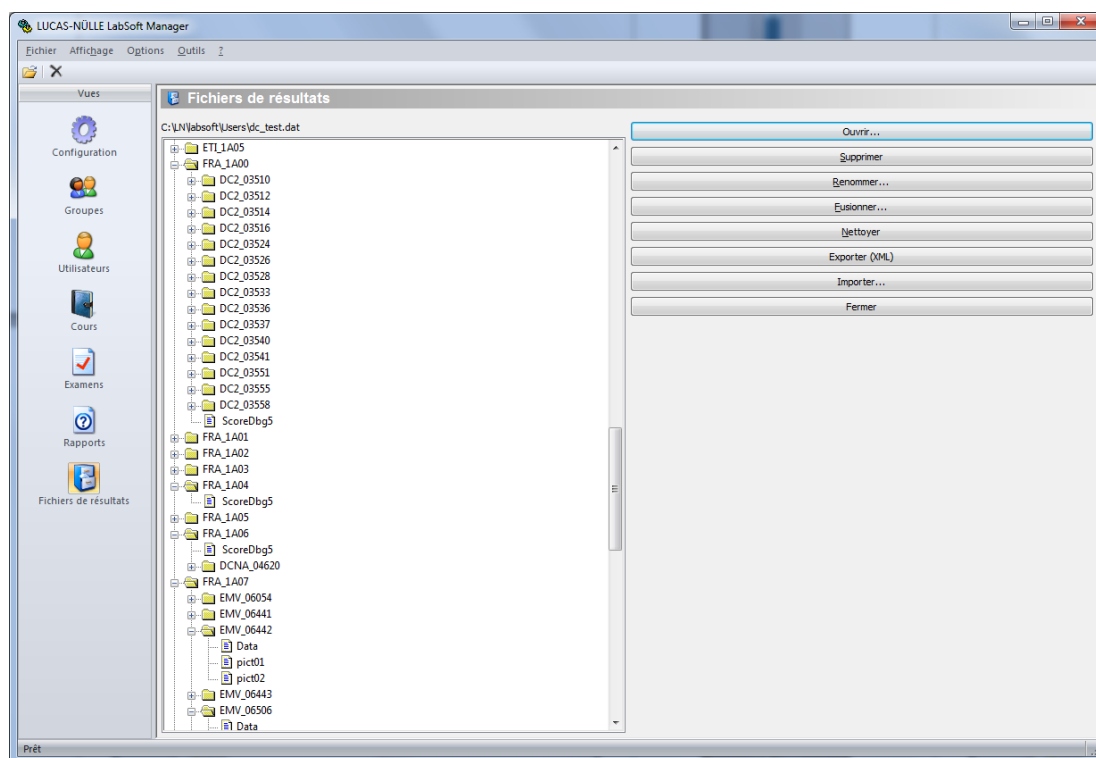 LUCAS-NÜLLE LabSoft Manager
Fichier Affichage Options Outils ?
Vues
Configuration
Groupes
Utilisateurs
Cours
Examens
Rapports
Fichiers de résultats
Fichiers de résultats
C:\LN\labsoft\Users\dc_test.dat
ETI_1A05
FRA_1A00
DC2_03510
DC2_03512
DC2_03514
DC2_03516
DC2_03524
DC2_03526
DC2_03528
DC2_03533
DC2_03536
DC2_03537
DC2_03540
DC2_03541
DC2_03551
DC2_03555
DC2_03558
ScoreDbg5
FRA_1A01
FRA_1A02
FRA_1A03
FRA_1A04
ScoreDbg5
FRA_1A05
FRA_1A06
ScoreDbg5
DCNA_04620
FRA_1A07
EMV_06054
EMV_06441
EMV_06442
Data
pict01
pict02
EMV_06443
EMV_06506
Data
Ouvrir...
Supprimer
Renommer...
Fusionner...
Nettoyer
Exporter (XML)
Importer...
Fermer
Prêt